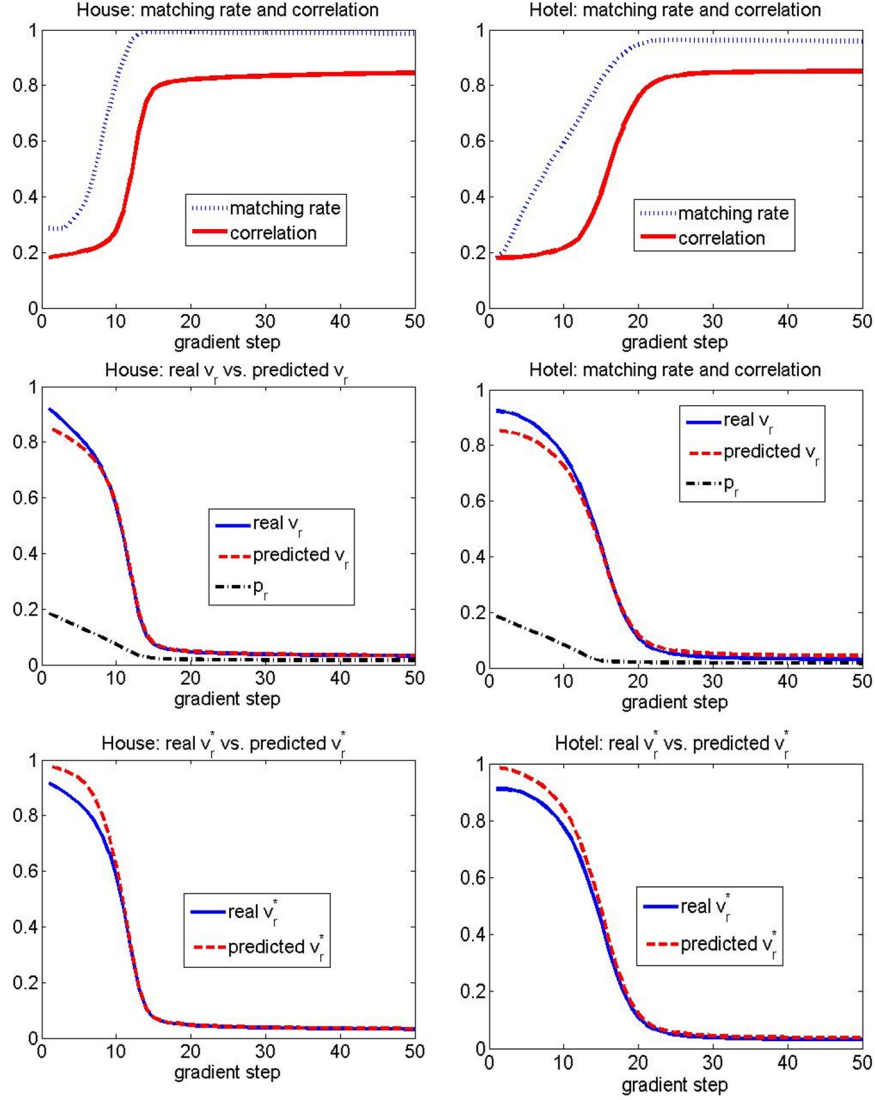 House: matching rate and correlation
1
0.8
0.6
0.4
0.2
0
matching rate
correlation
0 10 20 30 40 50
gradient step
Hotel: matching rate and correlation
1
0.8
0.6
0.4
0.2
0
matching rate
correlation
0 10 20 30 40 50
gradient step
House: real v_r vs. predicted v_r
1
0.8
0.6
0.4
0.2
0
real v_r
predicted v_r
p_r
0 10 20 30 40 50
gradient step
Hotel: matching rate and correlation
1
0.8
0.6
0.4
0.2
0
real v_r
predicted v_r
p_r
0 10 20 30 40 50
gradient step
House: real v_r^* vs. predicted v_r^*
1
0.8
0.6
0.4
0.2
0
real v_r^*
predicted v_r^*
0 10 20 30 40 50
gradient step
Hotel: real v_r^* vs. predicted v_r^*
1
0.8
0.6
0.4
0.2
0
real v_r^*
predicted v_r^*
0 10 20 30 40 50
gradient step